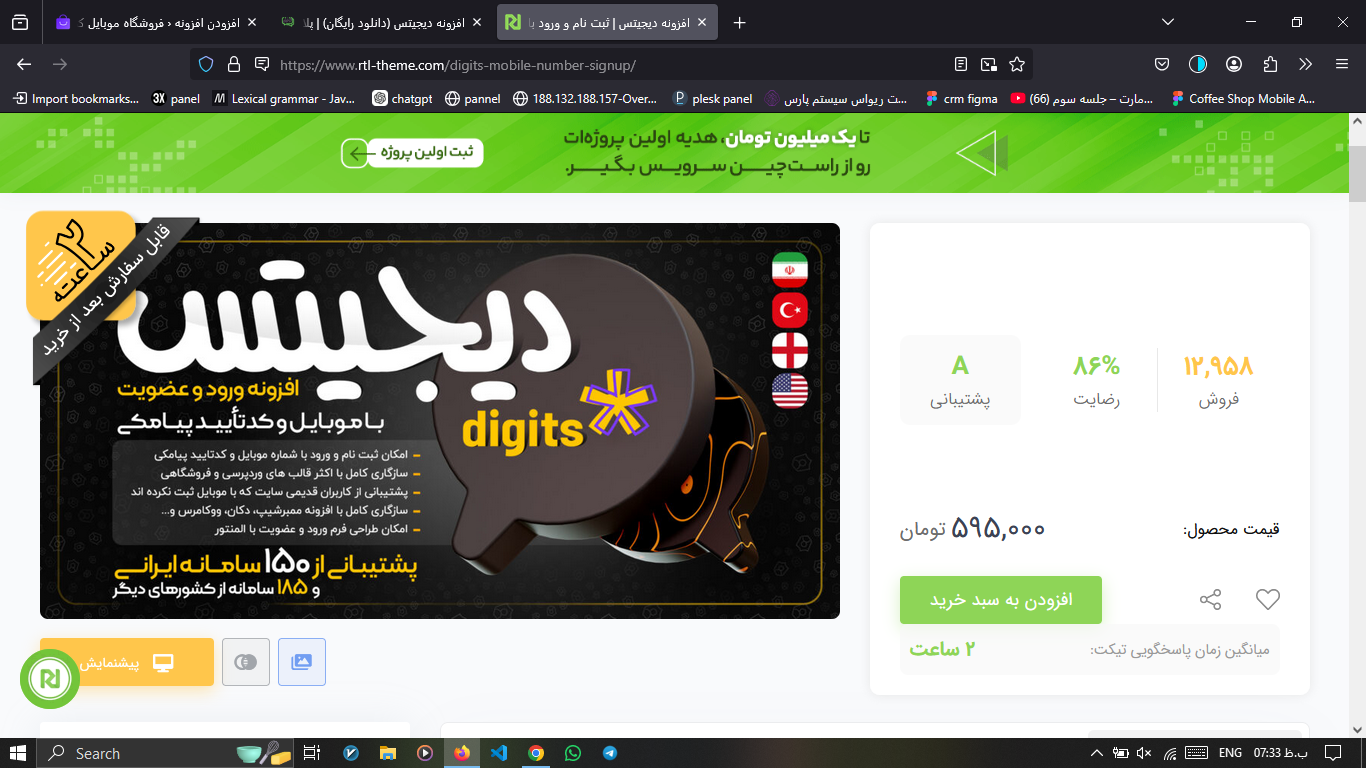 افزودن افزونه ‹ فروشگاه موبایل
افزونه دیجیتس (دانلود رایگان) | پلا
افزونه دیجیتس | ثبت نام و ورود با
https://www.rtl-theme.com/digits-mobile-number-signup/
Import bookmarks...
panel
Lexical grammar - Jav...
chatgpt
pannel
188.132.188.157-Over...
plesk panel
...ت ریواس سیستم پارس
crm figma
...مارت – جلسه سوم (66)
Coffee Shop Mobile A...
تا یک میلیون تومان، هدیه اولین پروژه‌ات
رو از راست‌چین سرویس بگیر.
ثبت اولین پروژه
۲ ساعته
قابل سفارش بعد از خرید
دیجیتس
digits
افزونه ورود و عضویت
با موبایل و کد تأیید پیامکی
– امکان ثبت نام و ورود با شماره موبایل و کدتایید پیامکی
– سازگاری کامل با اکثر قالب های وردپرسی و فروشگاهی
– پشتیبانی از کاربران قدیمی سایت که با موبایل ثبت نکرده اند
– سازگاری کامل با افزونه ممبرشیپ، دکان، ووکامرس و...
– امکان طراحی فرم ورود و عضویت با المنتور
پشتیبانی از ۱۵۰ سامانه ایرانی
و ۱۸۵ سامانه از کشورهای دیگر
۱۲,۹۵۸
فروش
۸۶%
رضایت
A
پشتیبانی
قیمت محصول:
۵۹۵,۰۰۰ تومان
افزودن به سبد خرید
میانگین زمان پاسخگویی تیکت:
۲ ساعت
پیشنمایش
Search
ENG
07:33 ب.ظ